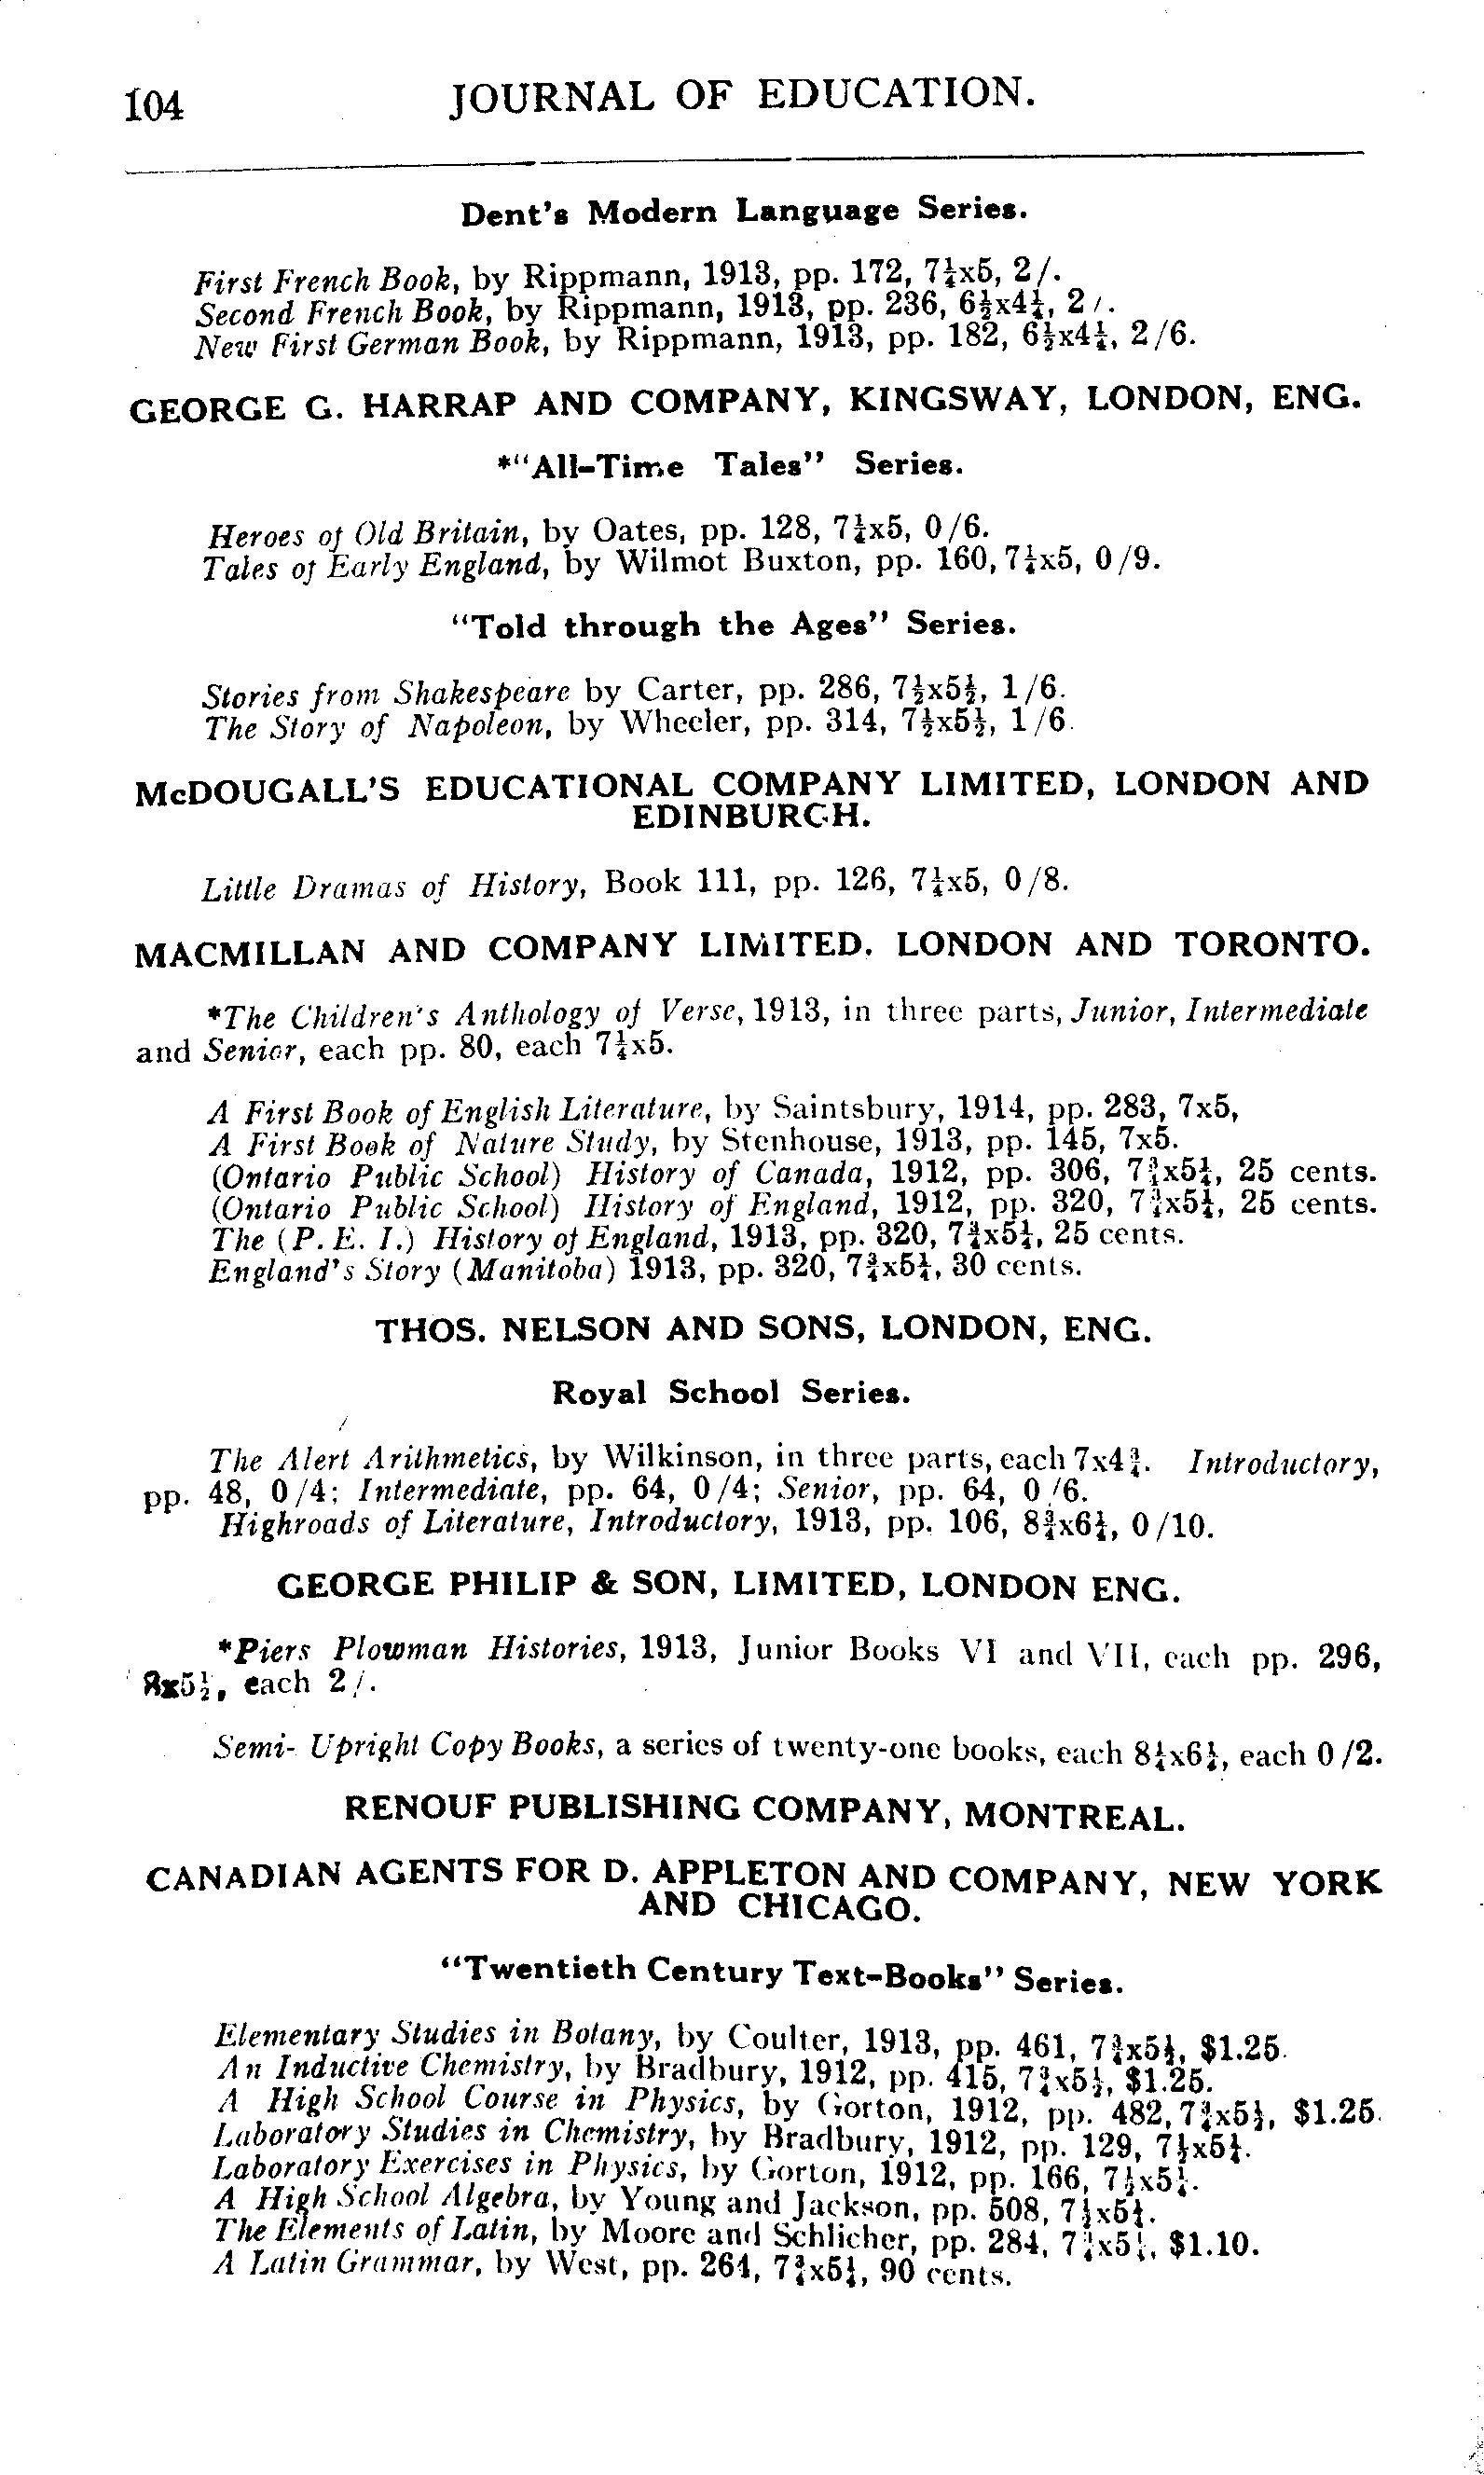 104 JOURNAL OF EDUCATION.
Dent's Modern Language Series.
First French Book, by Rippmann, 1913, pp. 172, 7¼x5, 2/.
Second French Book, by Rippmann, 1913, pp. 236, 6½x4¼, 2/.
New First German Book, by Rippmann, 1913, pp. 182, 6½x4¼, 2/6.
GEORGE G. HARRAP AND COMPANY, KINGSWAY, LONDON, ENG.
*"All-Time Tales" Series.
Heroes of Old Britain, by Oates, pp. 128, 7¼x5, 0/6.
Tales of Early England, by Wilmot Buxton, pp. 160, 7¼x5, 0/9.
"Told through the Ages" Series.
Stories from Shakespeare by Carter, pp. 286, 7½x5½, 1/6.
The Story of Napoleon, by Wheeler, pp. 314, 7½x5½, 1/6.
McDOUGALL'S EDUCATIONAL COMPANY LIMITED, LONDON AND
EDINBURGH.
Little Dramas of History, Book 111, pp. 126, 7¼x5, 0/8.
MACMILLAN AND COMPANY LIMITED. LONDON AND TORONTO.
*The Children's Anthology of Verse, 1913, in three parts, Junior, Intermediate
and Senior, each pp. 80, each 7¼x5.
A First Book of English Literature, by Saintsbury, 1914, pp. 283, 7x5,
A First Book of Nature Study, by Stenhouse, 1913, pp. 145, 7x5.
(Ontario Public School) History of Canada, 1912, pp. 306, 7¾x5¼, 25 cents.
(Ontario Public School) History of England, 1912, pp. 320, 7¾x5¼, 25 cents.
The (P. E. I.) History of England, 1913, pp. 320, 7¾x5¼, 25 cents.
England's Story (Manitoba) 1913, pp. 320, 7¾x5¼, 30 cents.
THOS. NELSON AND SONS, LONDON, ENG.
Royal School Series.
The Alert Arithmetics, by Wilkinson, in three parts, each 7x4¾. Introductory,
pp. 48, 0/4; Intermediate, pp. 64, 0/4; Senior, pp. 64, 0/6.
Highroads of Literature, Introductory, 1913, pp. 106, 8¾x6¼, 0/10.
GEORGE PHILIP & SON, LIMITED, LONDON ENG.
*Piers Plowman Histories, 1913, Junior Books VI and VII, each pp. 296,
8x5½, each 2/.
Semi- Upright Copy Books, a series of twenty-one books, each 8¼x6¼, each 0/2.
RENOUF PUBLISHING COMPANY, MONTREAL.
CANADIAN AGENTS FOR D. APPLETON AND COMPANY, NEW YORK
AND CHICAGO.
"Twentieth Century Text-Books" Series.
Elementary Studies in Botany, by Coulter, 1913, pp. 461, 7¾x5¼, $1.25.
An Inductive Chemistry, by Bradbury, 1912, pp. 415, 7¾x5¼, $1.25.
A High School Course in Physics, by Gorton, 1912, pp. 482, 7¾x5¼, $1.25.
Laboratory Studies in Chemistry, by Bradbury, 1912, pp. 129, 7½x5¼.
Laboratory Exercises in Physics, by Gorton, 1912, pp. 166, 7½x5¼.
A High School Algebra, by Young and Jackson, pp. 508, 7½x5¼.
The Elements of Latin, by Moore and Schlicher, pp. 284, 7¾x5¼, $1.10.
A Latin Grammar, by West, pp. 264, 7¾x5¼, 90 cents.